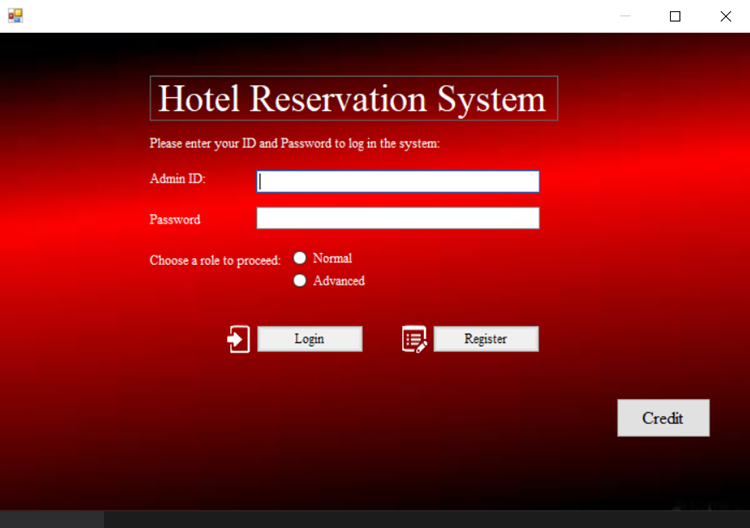 Hotel Reservation System
Please enter your ID and Password to log in the system:
Admin ID:
Password
Choose a role to proceed:
Normal
Advanced
Login
Register
Credit